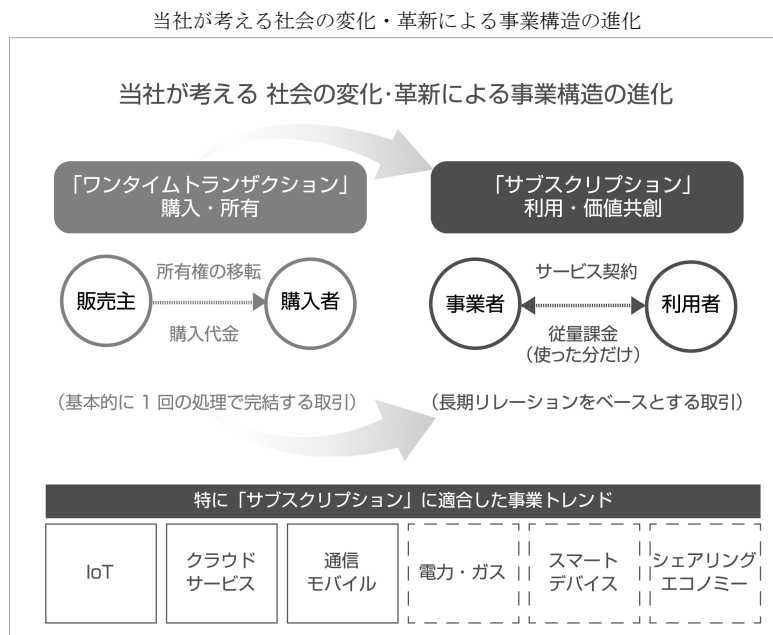 当社が考える社会の変化・革新による事業構造の進化
当社が考える 社会の変化・革新による事業構造の進化
「ワンタイムトランザクション」
購入・所有
「サブスクリプション」
利用・価値共創
販売主
所有権の移転
購入代金
購入者
事業者
サービス契約
従量課金
（使った分だけ）
利用者
（基本的に 1 回の処理で完結する取引）
（長期リレーションをベースとする取引）
特に「サブスクリプション」に適合した事業トレンド
IoT
クラウド
サービス
通信
モバイル
電力・ガス
スマート
デバイス
シェアリング
エコノミー